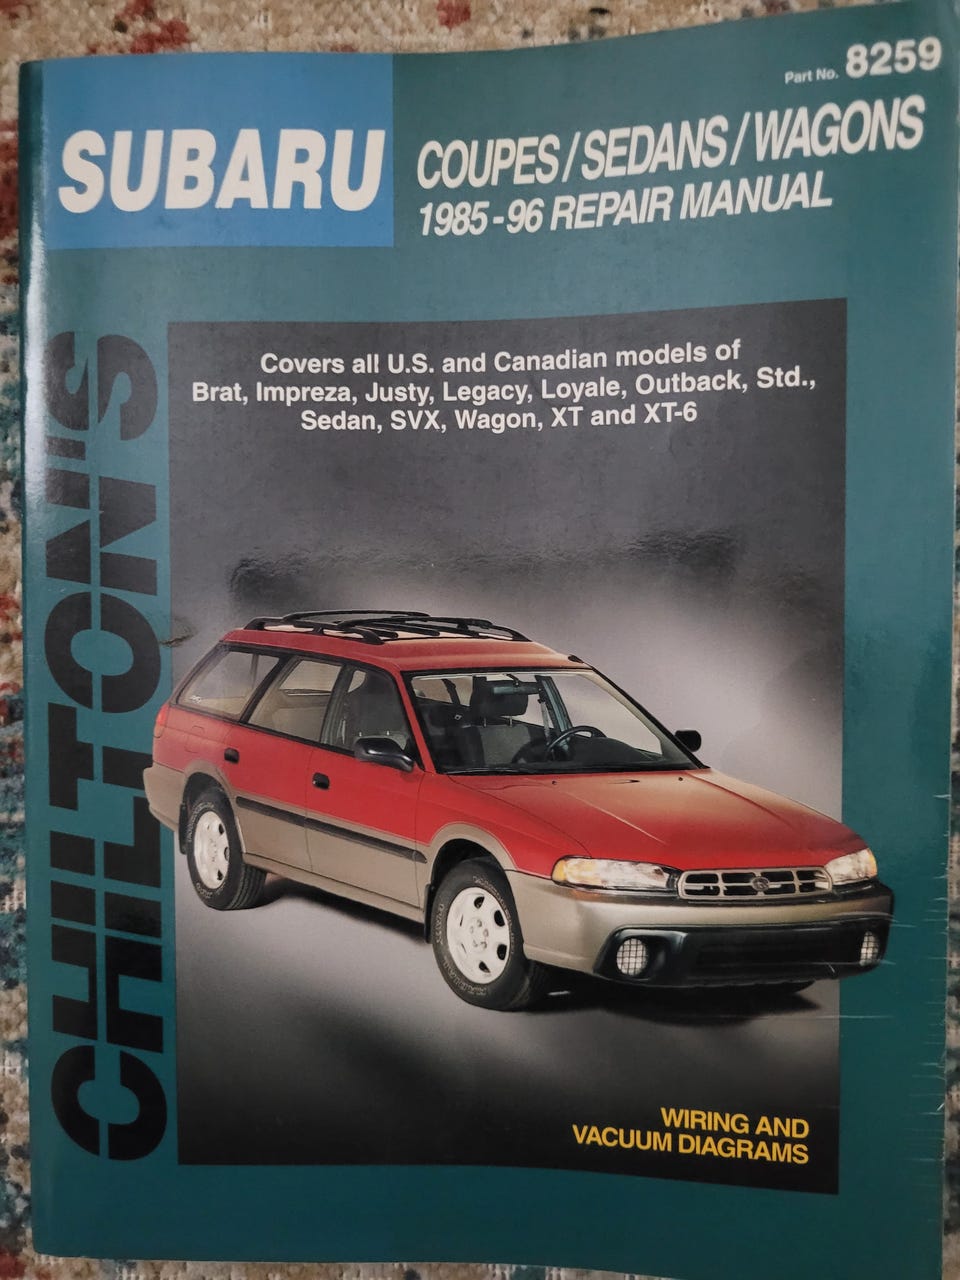 Part No. 8259
SUBARU
COUPES/SEDANS/WAGONS
1985-96 REPAIR MANUAL
CHILTON'S
Covers all U.S. and Canadian models of
Brat, Impreza, Justy, Legacy, Loyale, Outback, Std.,
Sedan, SVX, Wagon, XT and XT-6
WIRING AND
VACUUM DIAGRAMS